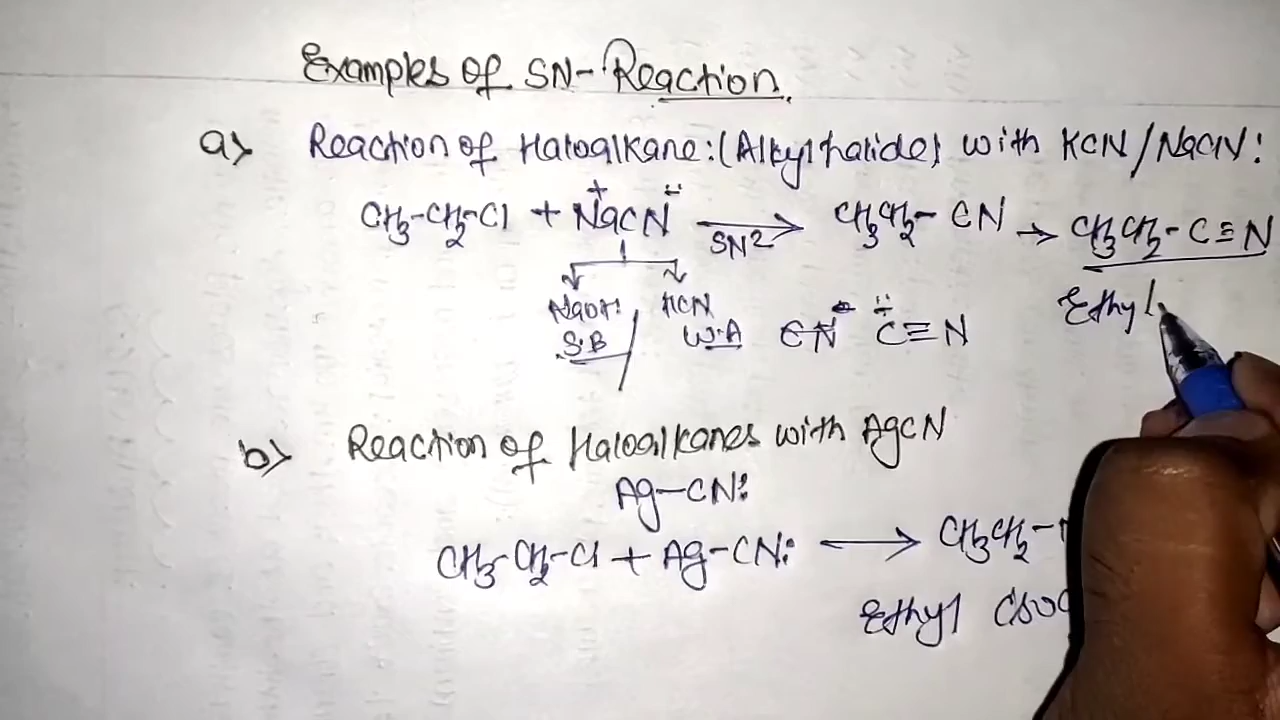 Examples of SN-Reaction.
a) Reaction of Haloalkane:(Alkyl halide) with KCN/NaCN:
CH3-CH2-Cl + NaCN SN2 → CH3CH2-CN → CH3CH2-C≡N
NaOH HCN Ethyl
S.B W.A CN C≡N
b) Reaction of Haloalkanes with AgCN
Ag-CN:
CH3-CH2-Cl + Ag-CN: → CH3CH2-
Ethyl